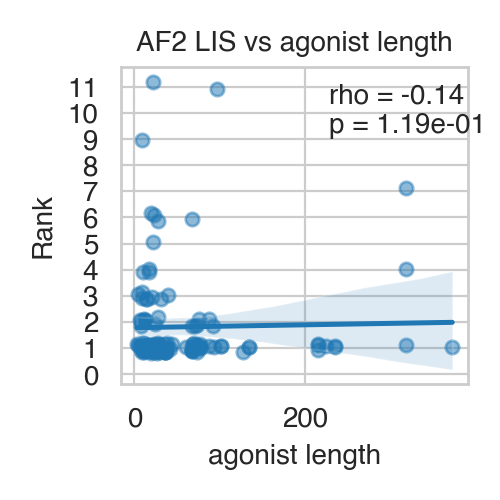 AF2 LIS vs agonist length
rho = -0.14
p = 1.19e-01
Rank
11
10
9
8
7
6
5
4
3
2
1
0
0
200
agonist length